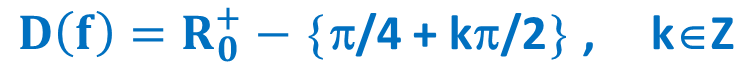 D(f) = R₀⁺ − {π/4 + kπ/2} , k∈Z